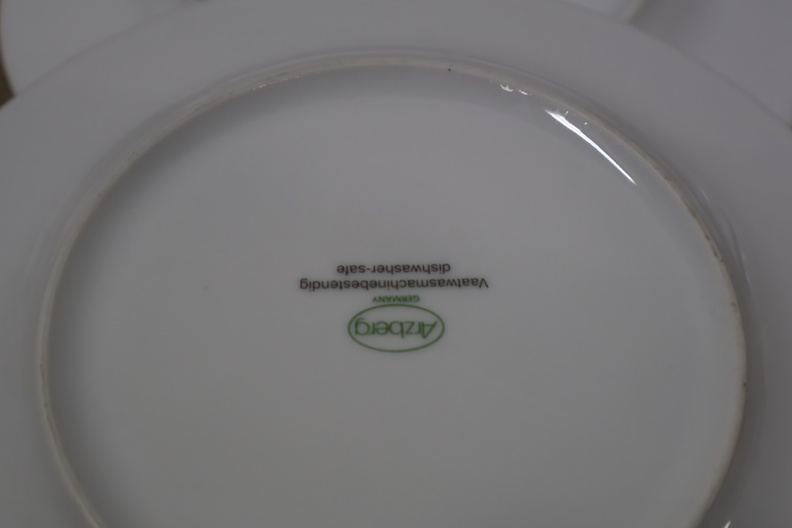 Arzberg
GERMANY
Vaatwasmachinebestendig
dishwasher-safe